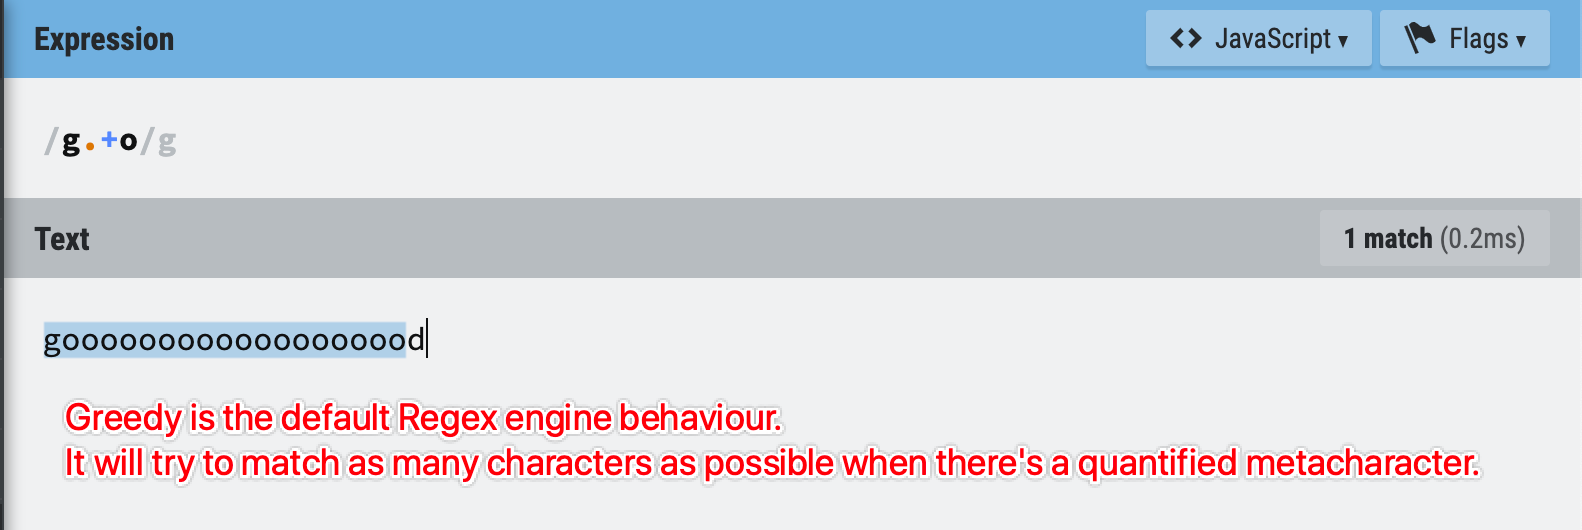 Expression
<> JavaScript ▾
Flags ▾
/g.+o/g
Text
1 match (0.2ms)
gooooooooooooooooood
Greedy is the default Regex engine behaviour.
It will try to match as many characters as possible when there's a quantified metacharacter.